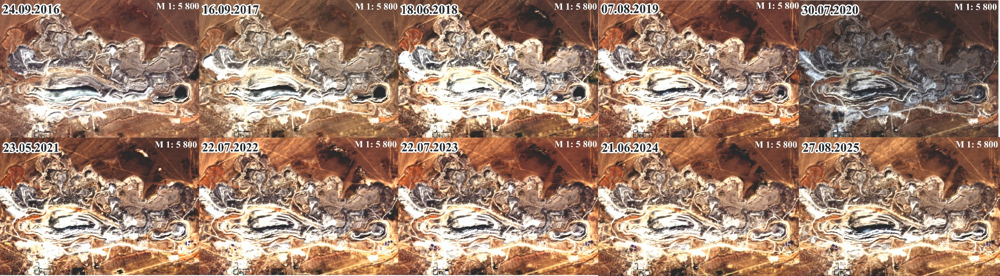 24.09.2016 M 1: 5 800
16.09.2017 M 1: 5 800
18.06.2018 M 1: 5 800
07.08.2019 M 1: 5 800
30.07.2020 M 1: 5 800
23.05.2021 M 1: 5 800
22.07.2022 M 1: 5 800
22.07.2023 M 1: 5 800
21.06.2024 M 1: 5 800
27.08.2025 M 1: 5 800